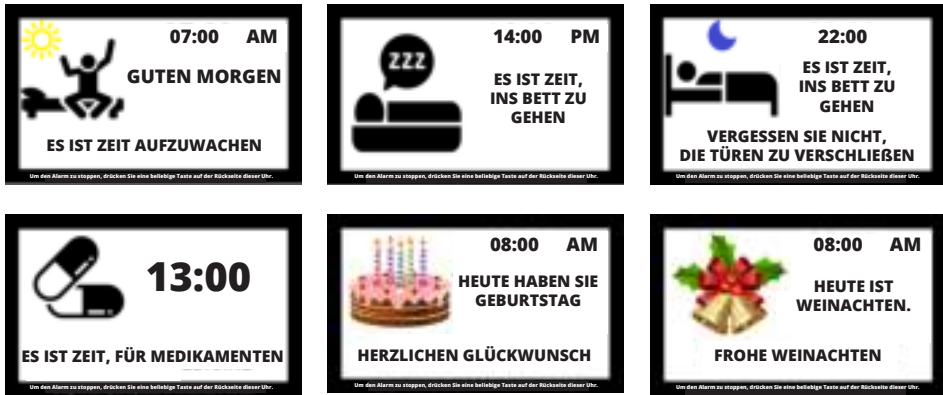 07:00 AM
GUTEN MORGEN
ES IST ZEIT AUFZUWACHEN
Um den Alarm zu stoppen, drücken Sie eine beliebige Taste auf der Rückseite dieser Uhr.
ZZZ
14:00 PM
ES IST ZEIT,
INS BETT ZU
GEHEN
Um den Alarm zu stoppen, drücken Sie eine beliebige Taste auf der Rückseite dieser Uhr.
22:00
ES IST ZEIT,
INS BETT ZU
GEHEN
VERGESSEN SIE NICHT,
DIE TÜREN ZU VERSCHLIEßEN
Um den Alarm zu stoppen, drücken Sie eine beliebige Taste auf der Rückseite dieser Uhr.
13:00
ES IST ZEIT, FÜR MEDIKAMENTEN
Um den Alarm zu stoppen, drücken Sie eine beliebige Taste auf der Rückseite dieser Uhr.
08:00 AM
HEUTE HABEN SIE
GEBURTSTAG
HERZLICHEN GLÜCKWUNSCH
Um den Alarm zu stoppen, drücken Sie eine beliebige Taste auf der Rückseite dieser Uhr.
08:00 AM
HEUTE IST
WEINACHTEN.
FROHE WEINACHTEN
Um den Alarm zu stoppen, drücken Sie eine beliebige Taste auf der Rückseite dieser Uhr.